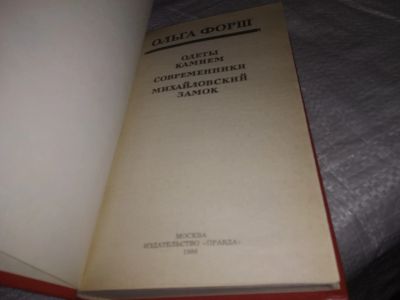 ОЛЬГА ФОРШ
ОДЕТЫ
КАМНЕМ
СОВРЕМЕННИКИ
МИХАЙЛОВСКИЙ
ЗАМОК
МОСКВА
ИЗДАТЕЛЬСТВО «ПРАВДА»